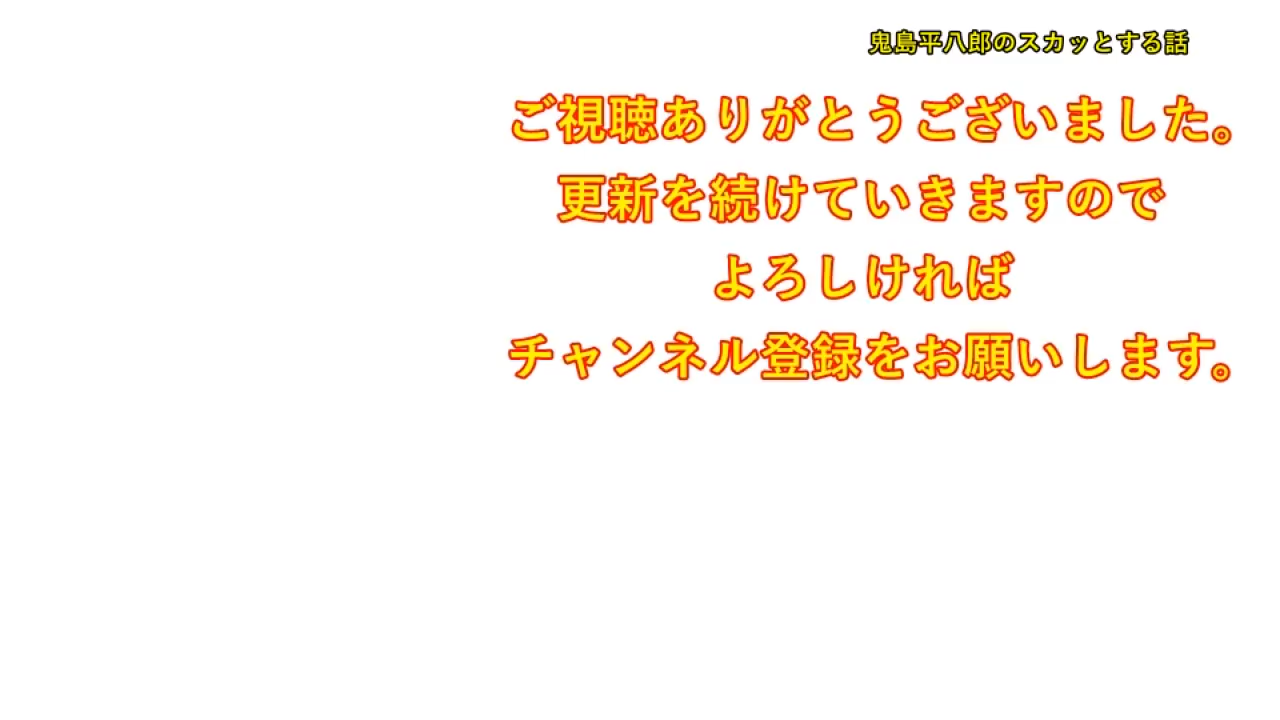 鬼島平八郎のスカッとする話
ご視聴ありがとうございました。
更新を続けていきますので
よろしければ
チャンネル登録をお願いします。